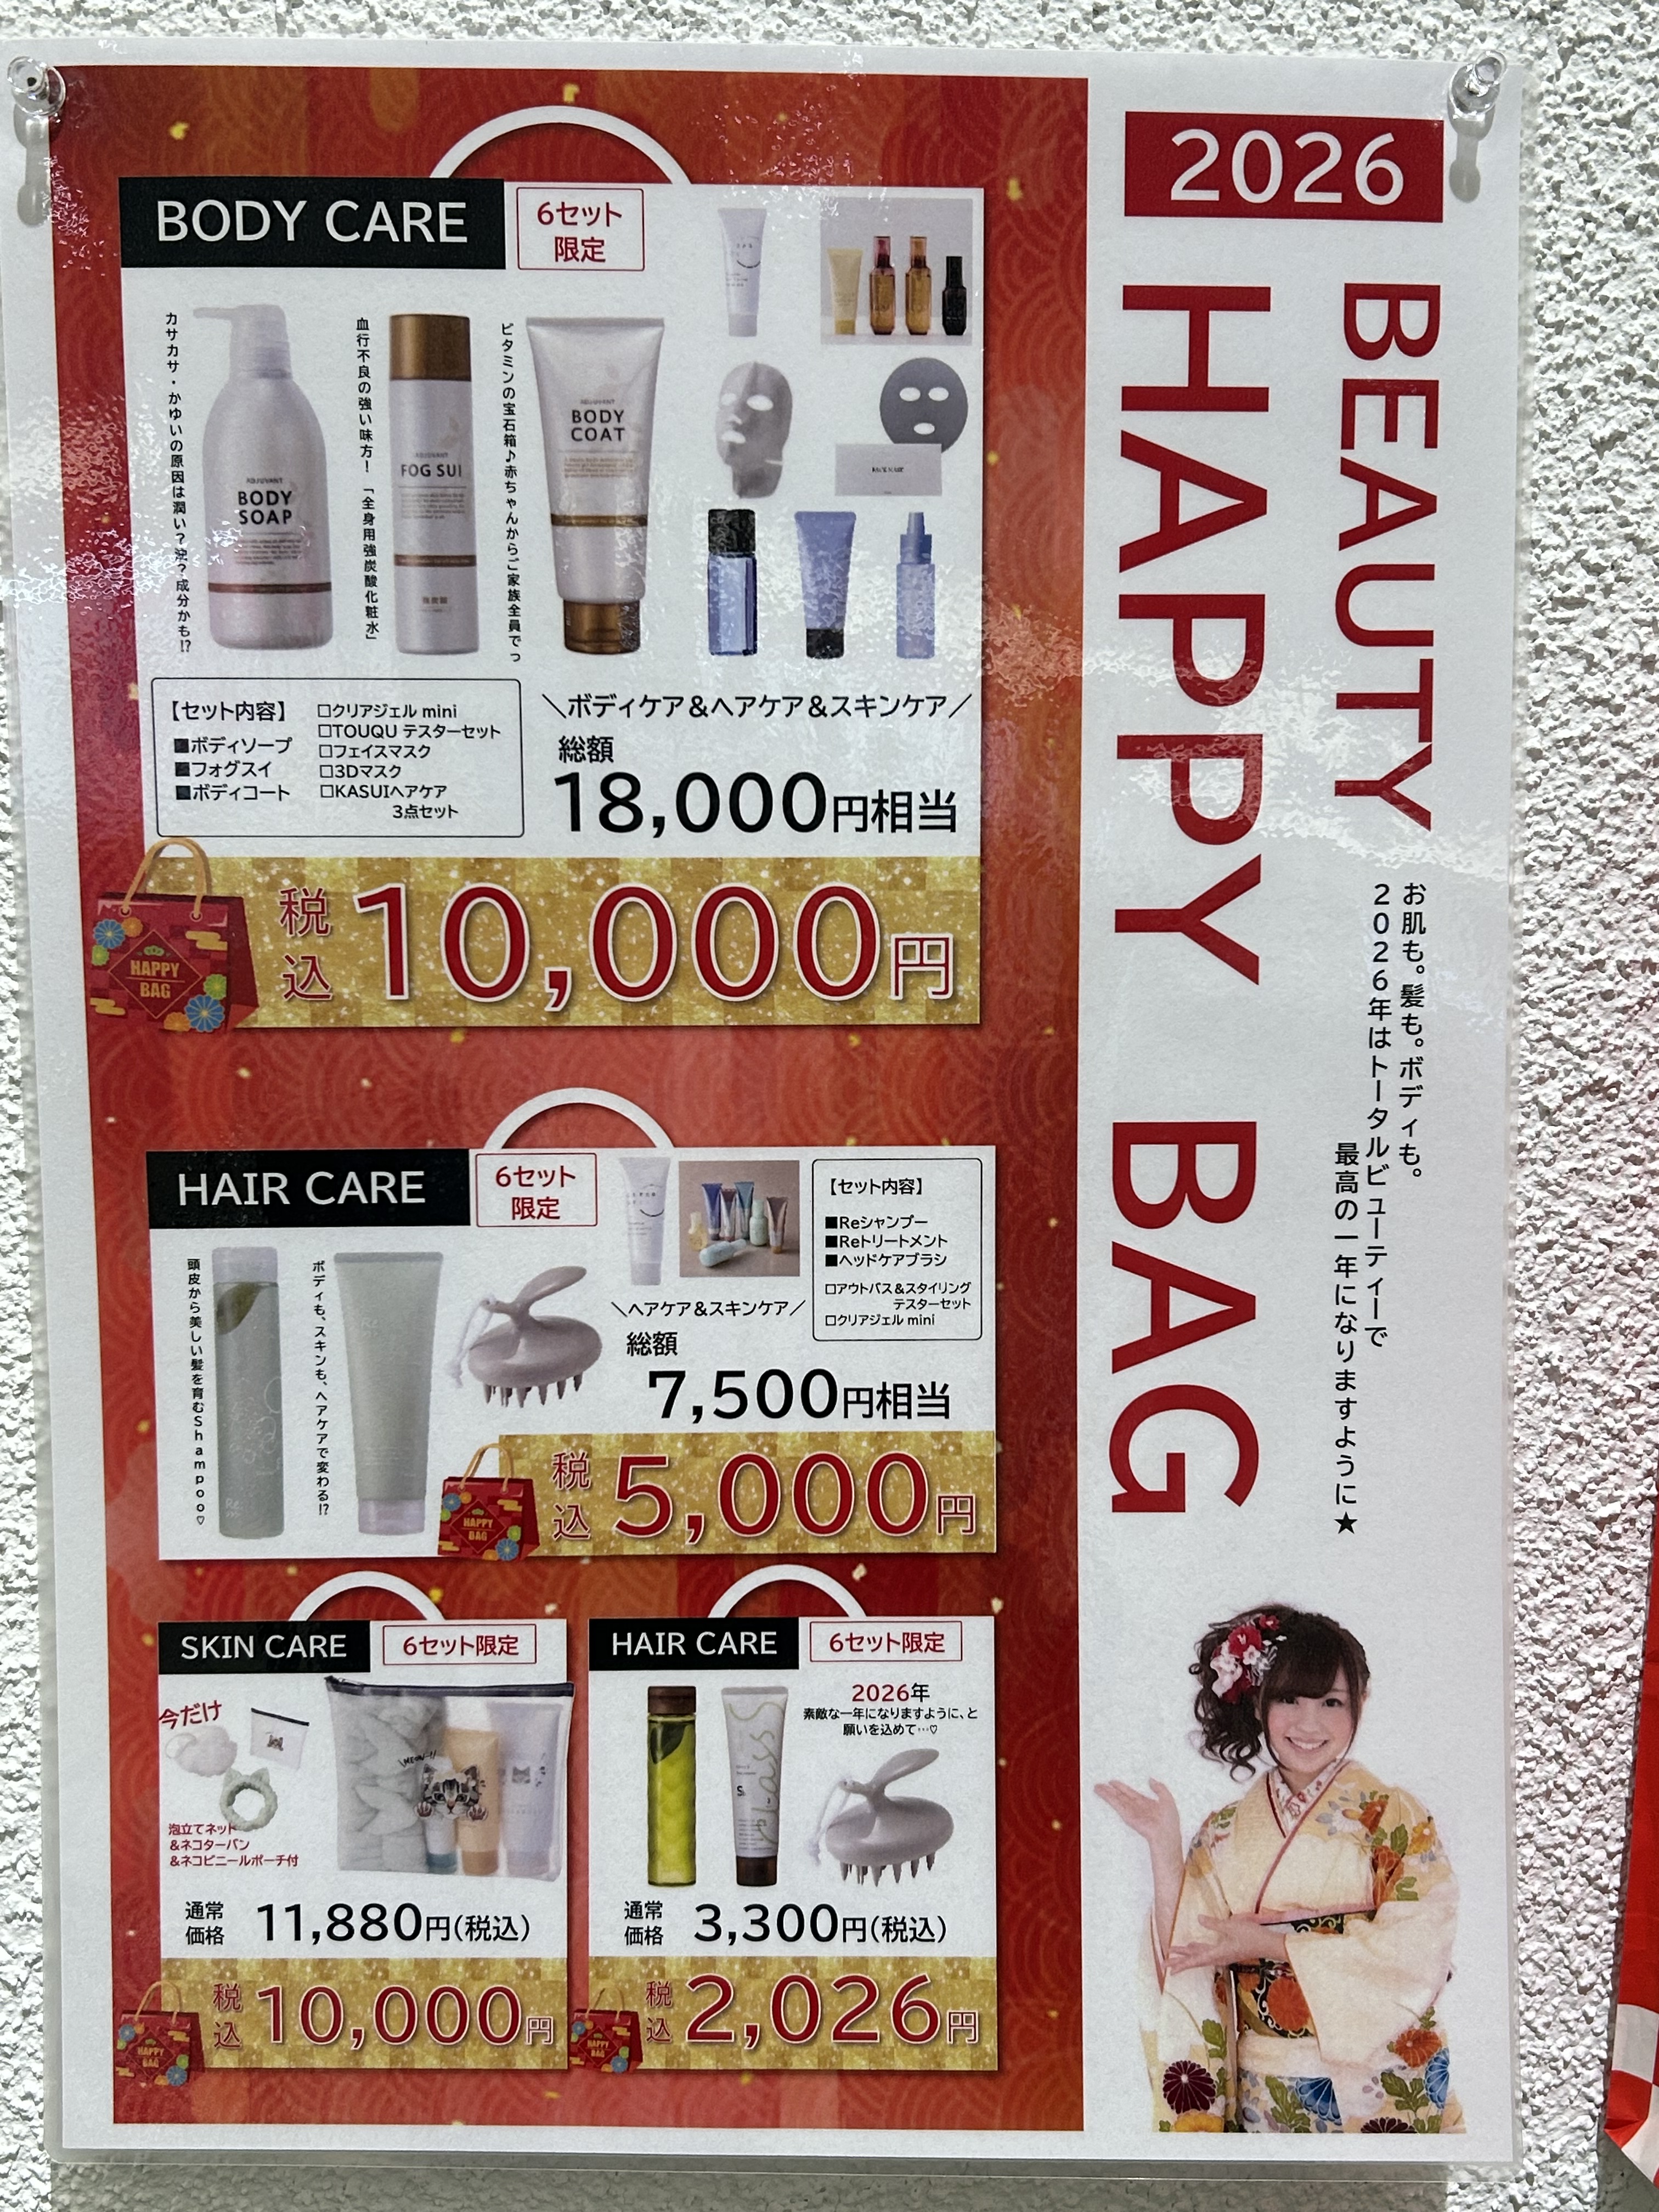 2026
BEAUTY
HAPPY BAG
お肌も。髪も。ボディも。
2026年はトータルビューティーで
最高の一年になりますように★
BODY CARE
6セット
限定
カサカサ・かゆいの原因は潤い？泡？成分かも!?
血行不良の強い味方！「全身用強炭酸化粧水」
ビタミンの宝石箱♪赤ちゃんからご家族全員でっ
ADJUVANT
BODY
SOAP
ADJUVANT
FOG SUI
ADJUVANT
BODY
COAT
FACE MASK
【セット内容】
■ボディソープ
■フォグスイ
■ボディコート
□クリアジェル mini
□TOUQU テスターセット
□フェイスマスク
□3Dマスク
□KASUIヘアケア
3点セット
＼ボディケア＆ヘアケア＆スキンケア／
総額
18,000円相当
HAPPY
BAG
税込
10,000円
HAIR CARE
6セット
限定
頭皮から美しい髪を育むShampoo♡
ボディも、スキンも、ヘアケアで変わる!?
【セット内容】
■Reシャンプー
■Reトリートメント
■ヘッドケアブラシ
□アウトバス＆スタイリング
テスターセット
□クリアジェル mini
＼ヘアケア＆スキンケア／
総額
7,500円相当
HAPPY
BAG
税込
5,000円
SKIN CARE
6セット限定
今だけ
MEOW~!!
泡立てネット
＆ネコターバン
＆ネコビニールポーチ付
通常
価格
11,880円(税込)
HAPPY
BAG
税込
10,000円
HAIR CARE
6セット限定
2026年
素敵な一年になりますように、と
願いを込めて…♡
通常
価格
3,300円(税込)
HAPPY
BAG
税込
2,026円